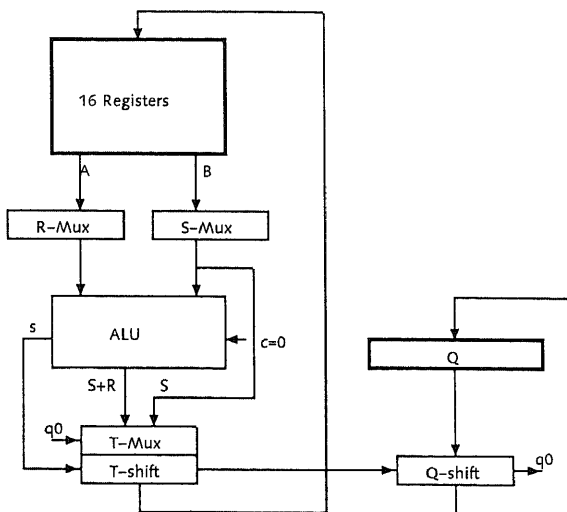 16 Registers
A
B
R-Mux
S-Mux
s
ALU
c=0
Q
S+R
S
q0
T-Mux
T-shift
Q-shift
q0